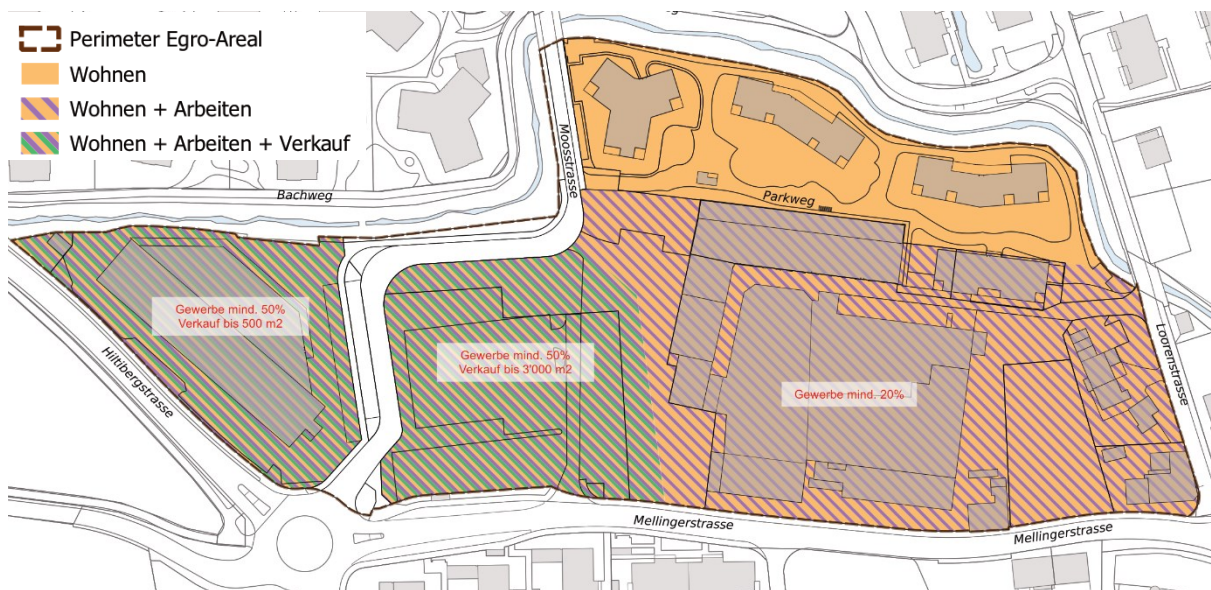 Perimeter Egro-Areal
Wohnen
Wohnen + Arbeiten
Wohnen + Arbeiten + Verkauf
Moosstrasse
Bachweg
Parkweg
Gewerbe mind. 50%
Verkauf bis 500 m2
Gewerbe mind. 50%
Verkauf bis 3'000 m2
Gewerbe mind. 20%
Hiltibergstrasse
Loorenstrasse
Mellingerstrasse
Mellingerstrasse